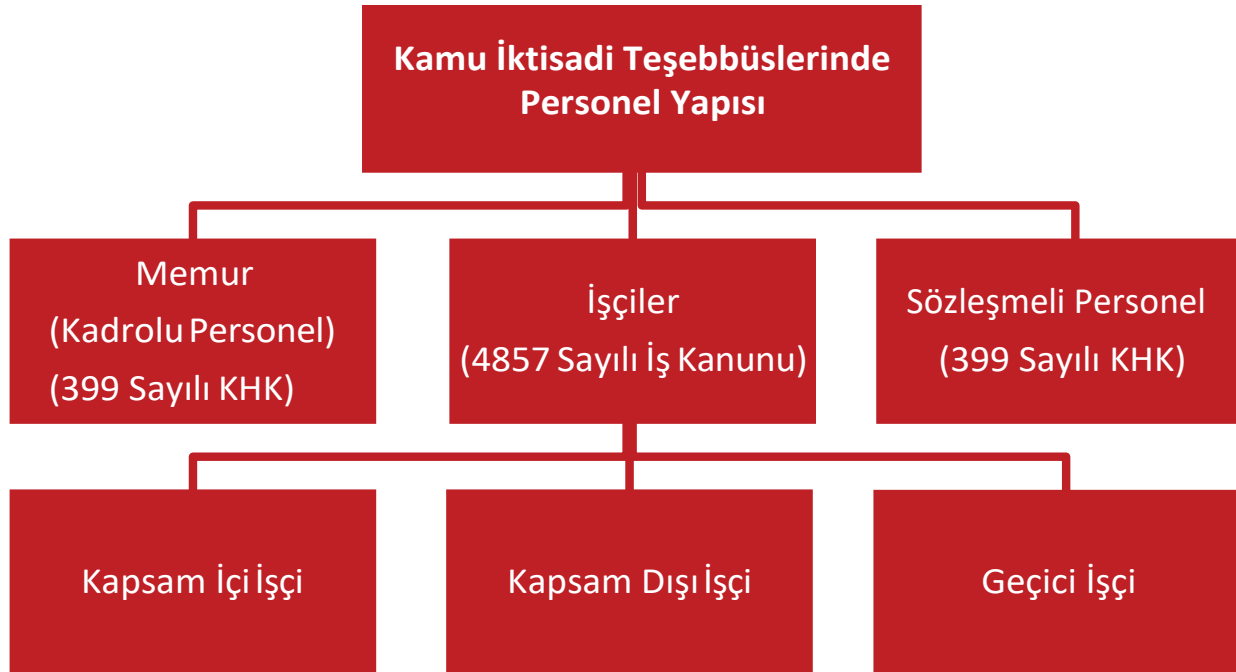 Kamu İktisadi Teşebbüslerinde
Personel Yapısı
Memur
(Kadrolu Personel)
(399 Sayılı KHK)
İşçiler
(4857 Sayılı İş Kanunu)
Sözleşmeli Personel
(399 Sayılı KHK)
Kapsam İçi İşçi
Kapsam Dışı İşçi
Geçici İşçi